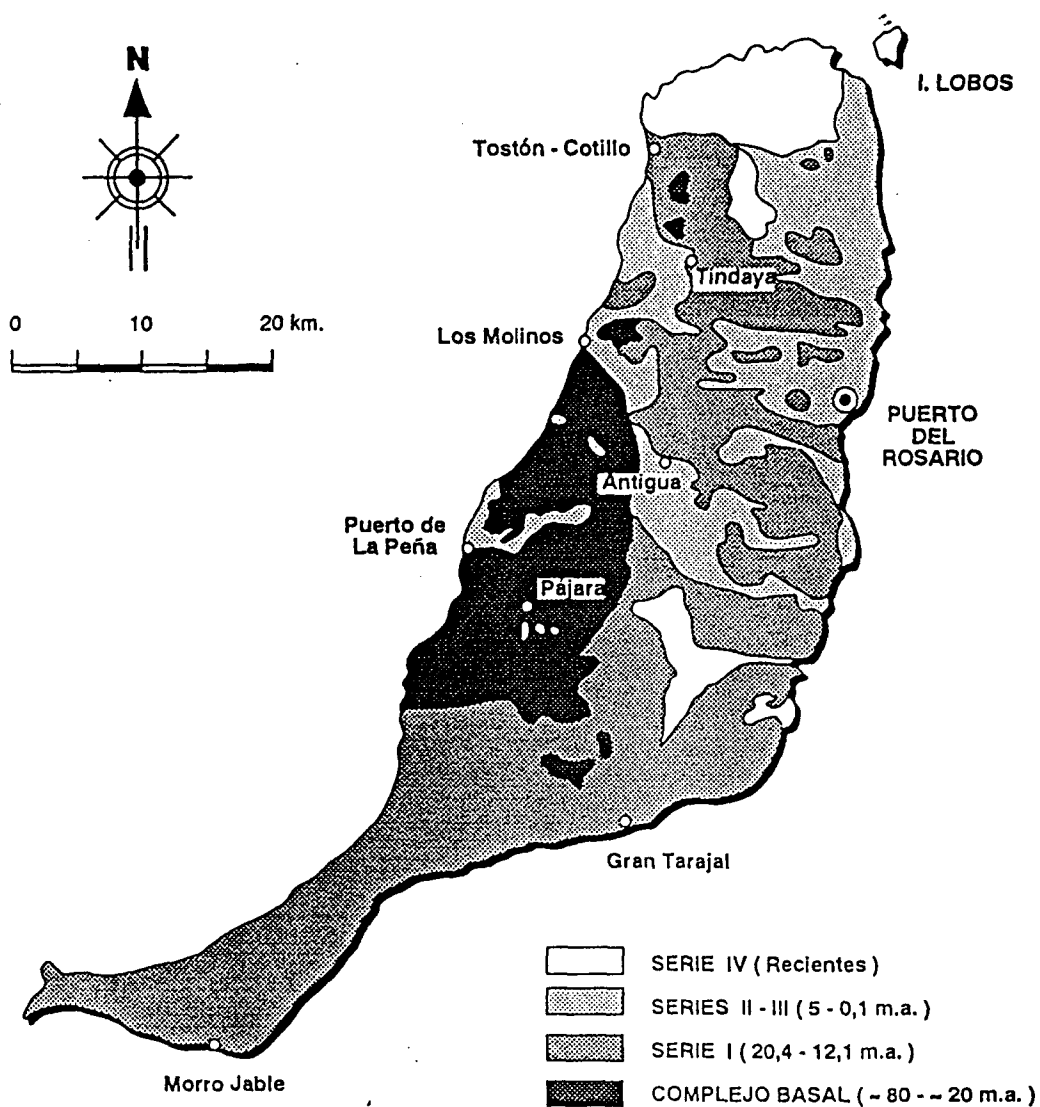 N
I. LOBOS
Tostón - Cotillo
Tindaya
0 10 20 km.
Los Molinos
PUERTO
DEL
ROSARIO
Antigua
Puerto de
La Peña
Pájara
Gran Tarajal
SERIE IV ( Recientes )
SERIES II - III ( 5 - 0,1 m.a. )
SERIE I ( 20,4 - 12,1 m.a. )
COMPLEJO BASAL ( ~ 80 - ~ 20 m.a. )
Morro Jable